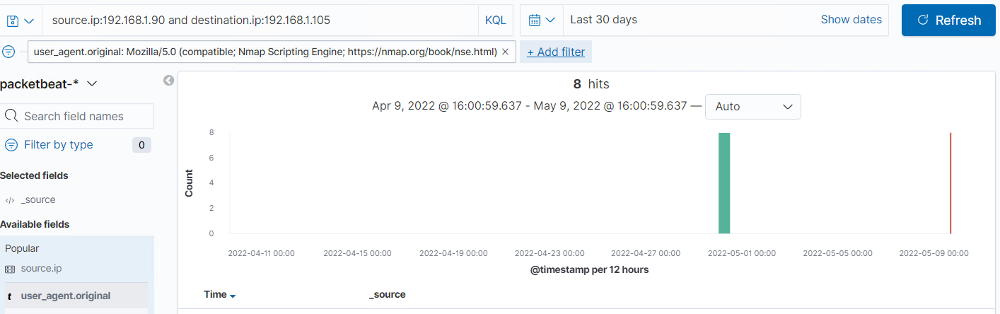 source.ip:192.168.1.90 and destination.ip:192.168.1.105 KQL Last 30 days Show dates Refresh
user_agent.original: Mozilla/5.0 (compatible; Nmap Scripting Engine; https://nmap.org/book/nse.html) × + Add filter
packetbeat-*
Search field names
Filter by type 0
Selected fields
</> _source
Available fields
Popular
source.ip
t user_agent.original
8 hits
Apr 9, 2022 @ 16:00:59.637 - May 9, 2022 @ 16:00:59.637 — Auto
Count
8
6
4
2
0
2022-04-11 00:00 2022-04-15 00:00 2022-04-19 00:00 2022-04-23 00:00 2022-04-27 00:00 2022-05-01 00:00 2022-05-05 00:00 2022-05-09 00:00
@timestamp per 12 hours
Time _source